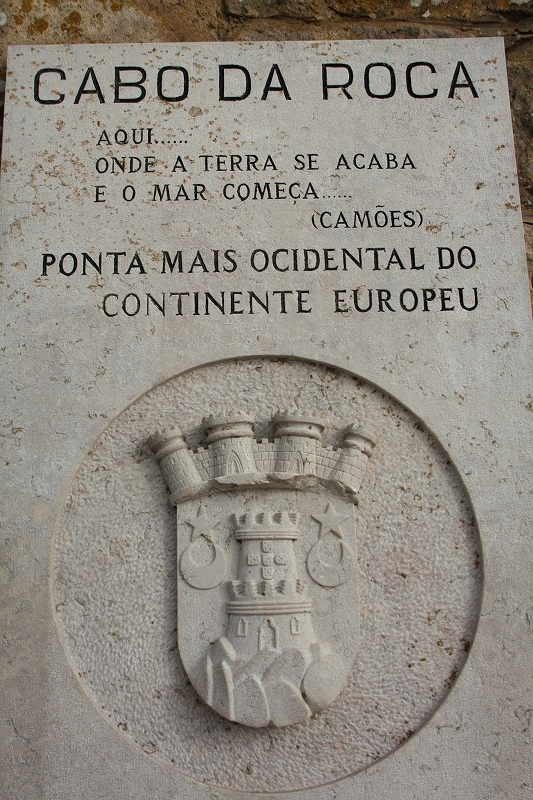 CABO DA ROCA
AQUI......
ONDE A TERRA SE ACABA
E O MAR COMEÇA......
(CAMÕES)
PONTA MAIS OCIDENTAL DO
CONTINENTE EUROPEU